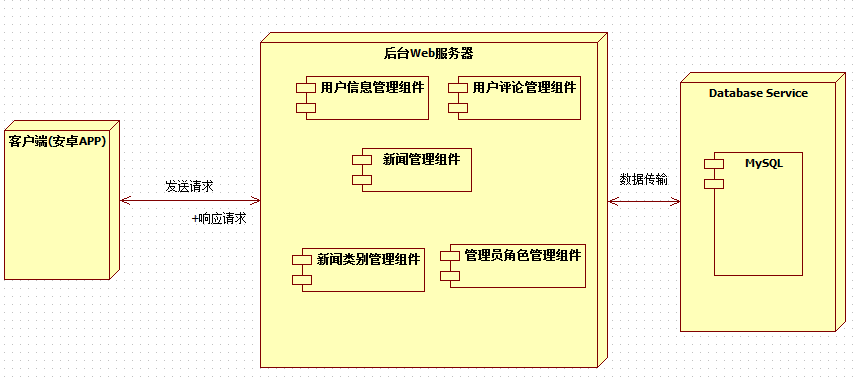 后台Web服务器
用户信息管理组件
用户评论管理组件
Database Service
客户端(安卓APP)
新闻管理组件
MySQL
发送请求
数据传输
+响应请求
新闻类别管理组件
管理员角色管理组件